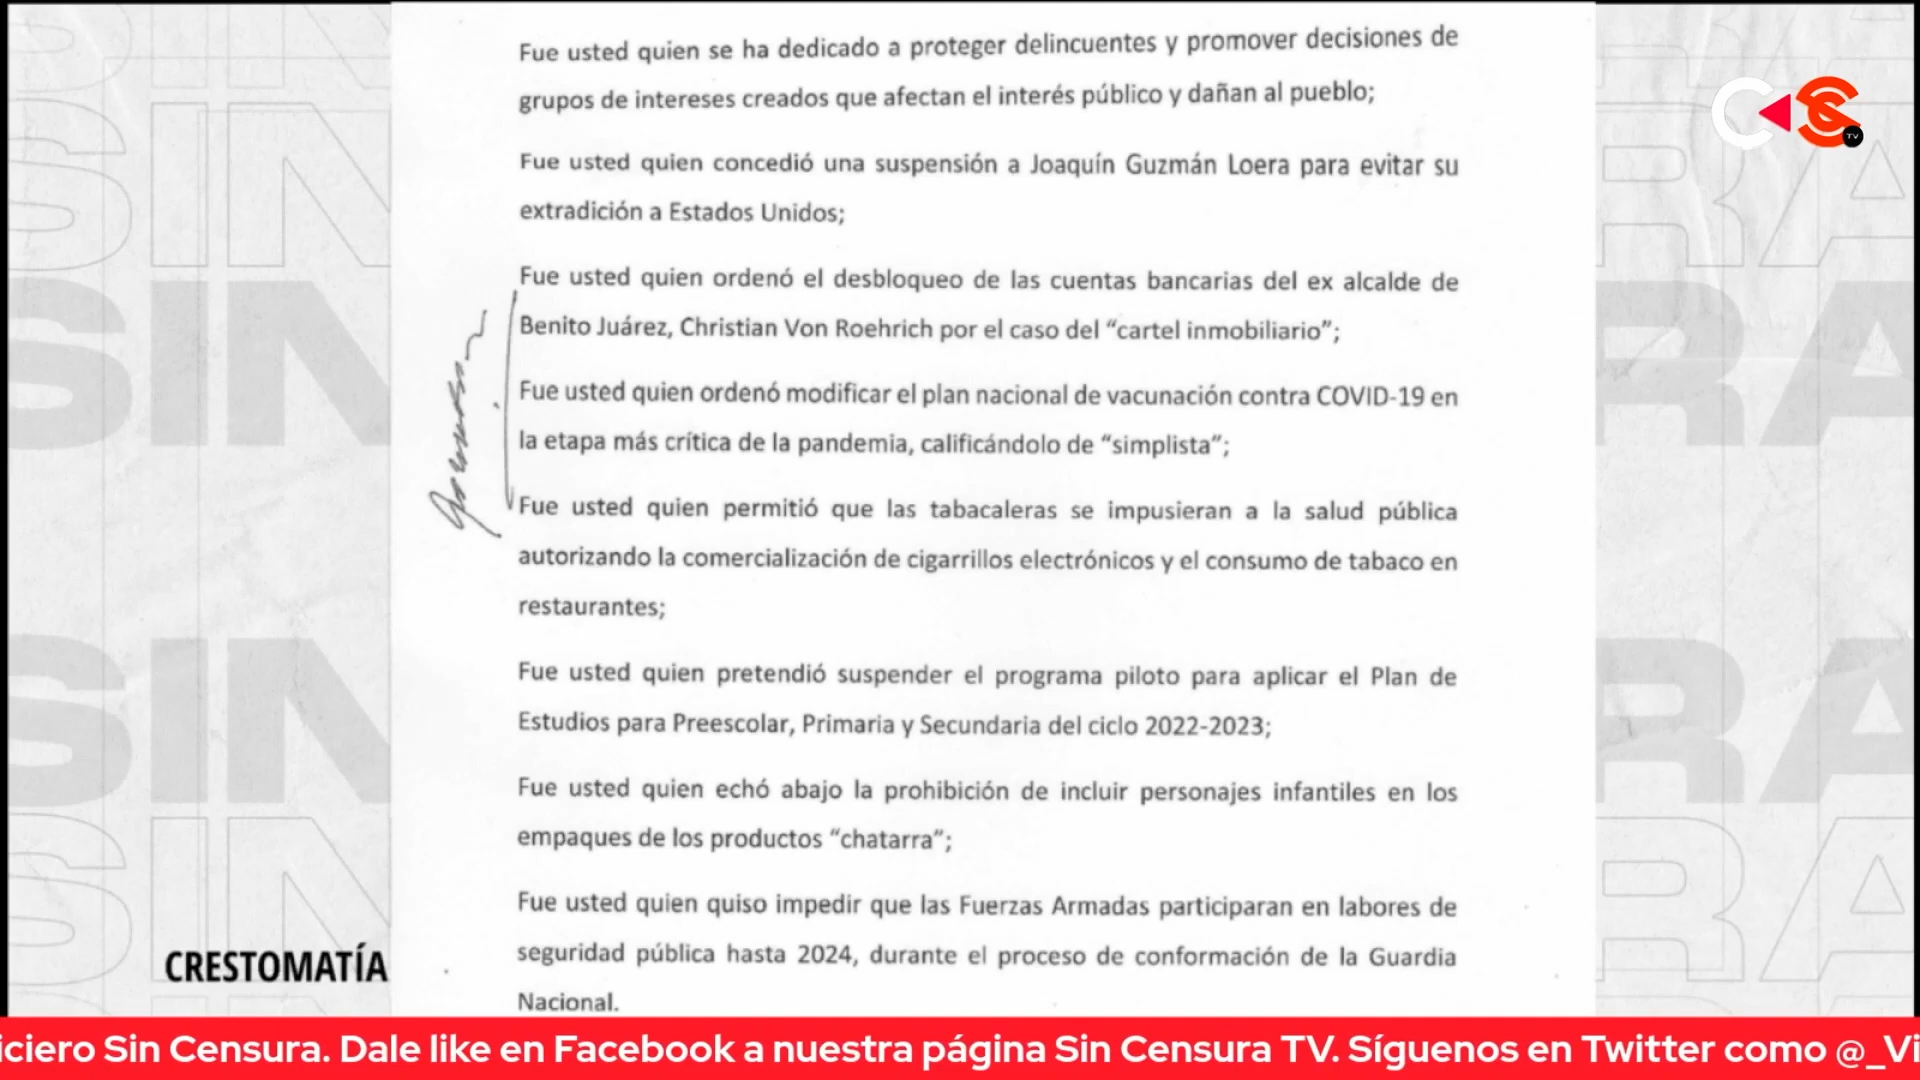 Fue usted quien se ha dedicado a proteger delincuentes y promover decisiones de
grupos de intereses creados que afectan el interés público y dañan al pueblo;
Fue usted quien concedió una suspensión a Joaquín Guzmán Loera para evitar su
extradición a Estados Unidos;
Fue usted quien ordenó el desbloqueo de las cuentas bancarias del ex alcalde de
Benito Juárez, Christian Von Roehrich por el caso del “cartel inmobiliario”;
Fue usted quien ordenó modificar el plan nacional de vacunación contra COVID-19 en
la etapa más crítica de la pandemia, calificándolo de “simplista”;
Fue usted quien permitió que las tabacaleras se impusieran a la salud pública
autorizando la comercialización de cigarrillos electrónicos y el consumo de tabaco en
restaurantes;
Fue usted quien pretendió suspender el programa piloto para aplicar el Plan de
Estudios para Preescolar, Primaria y Secundaria del ciclo 2022-2023;
Fue usted quien echó abajo la prohibición de incluir personajes infantiles en los
empaques de los productos “chatarra”;
Fue usted quien quiso impedir que las Fuerzas Armadas participaran en labores de
seguridad pública hasta 2024, durante el proceso de conformación de la Guardia
Nacional.
CRESTOMATÍA
iciero Sin Censura. Dale like en Facebook a nuestra página Sin Censura TV. Síguenos en Twitter como @_Vi
TV
SIN
SIN
SIN
SIN
RA
RA